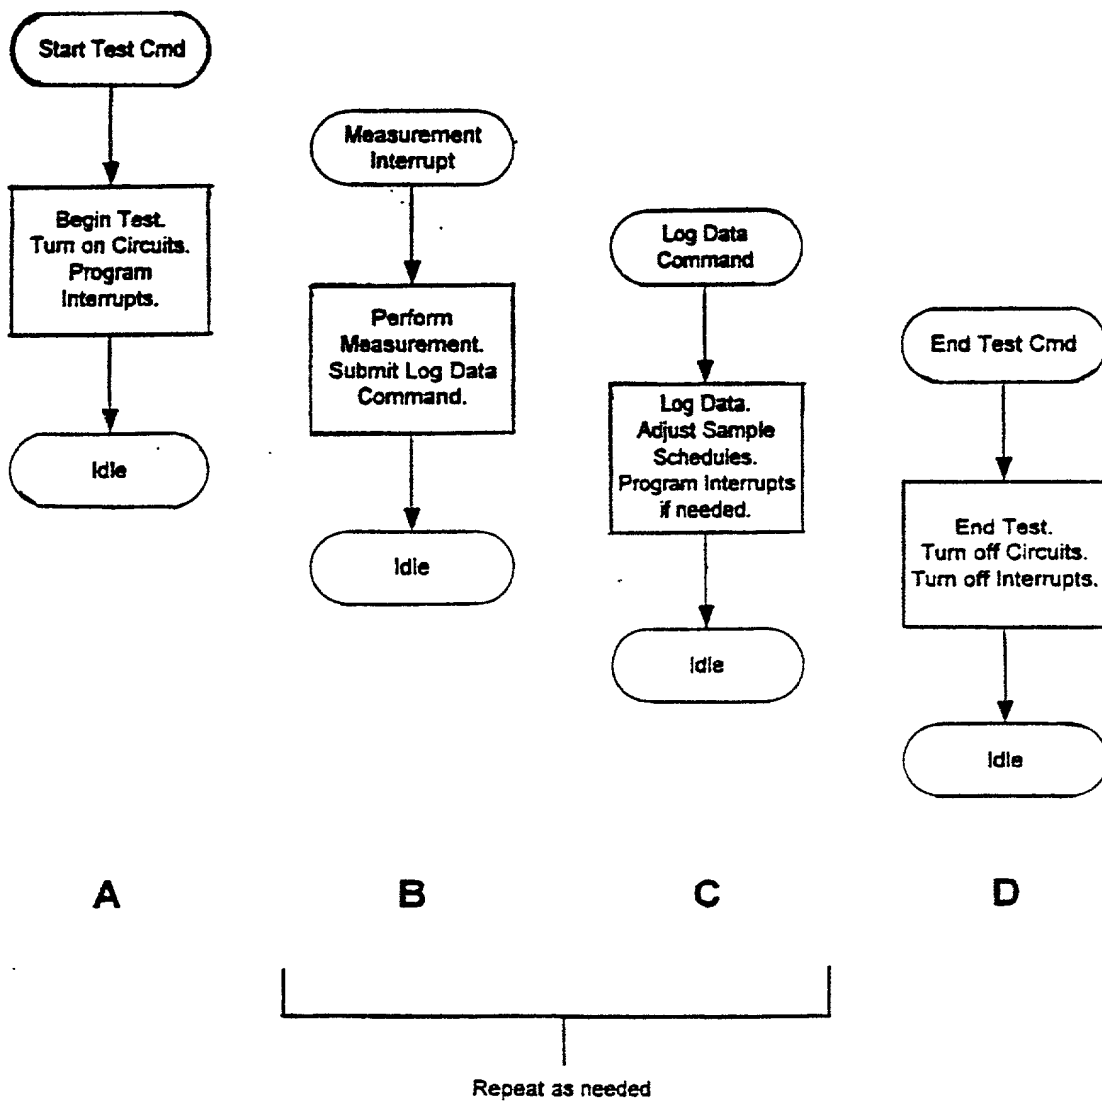 Start Test Cmd
Begin Test.
Turn on Circuits.
Program
Interrupts.
Idle
Measurement
Interrupt
Perform
Measurement.
Submit Log Data
Command.
Idle
Log Data
Command
Log Data.
Adjust Sample
Schedules.
Program Interrupts
if needed.
Idle
End Test Cmd
End Test.
Turn off Circuits.
Turn off Interrupts.
Idle
A
B
C
D
Repeat as needed